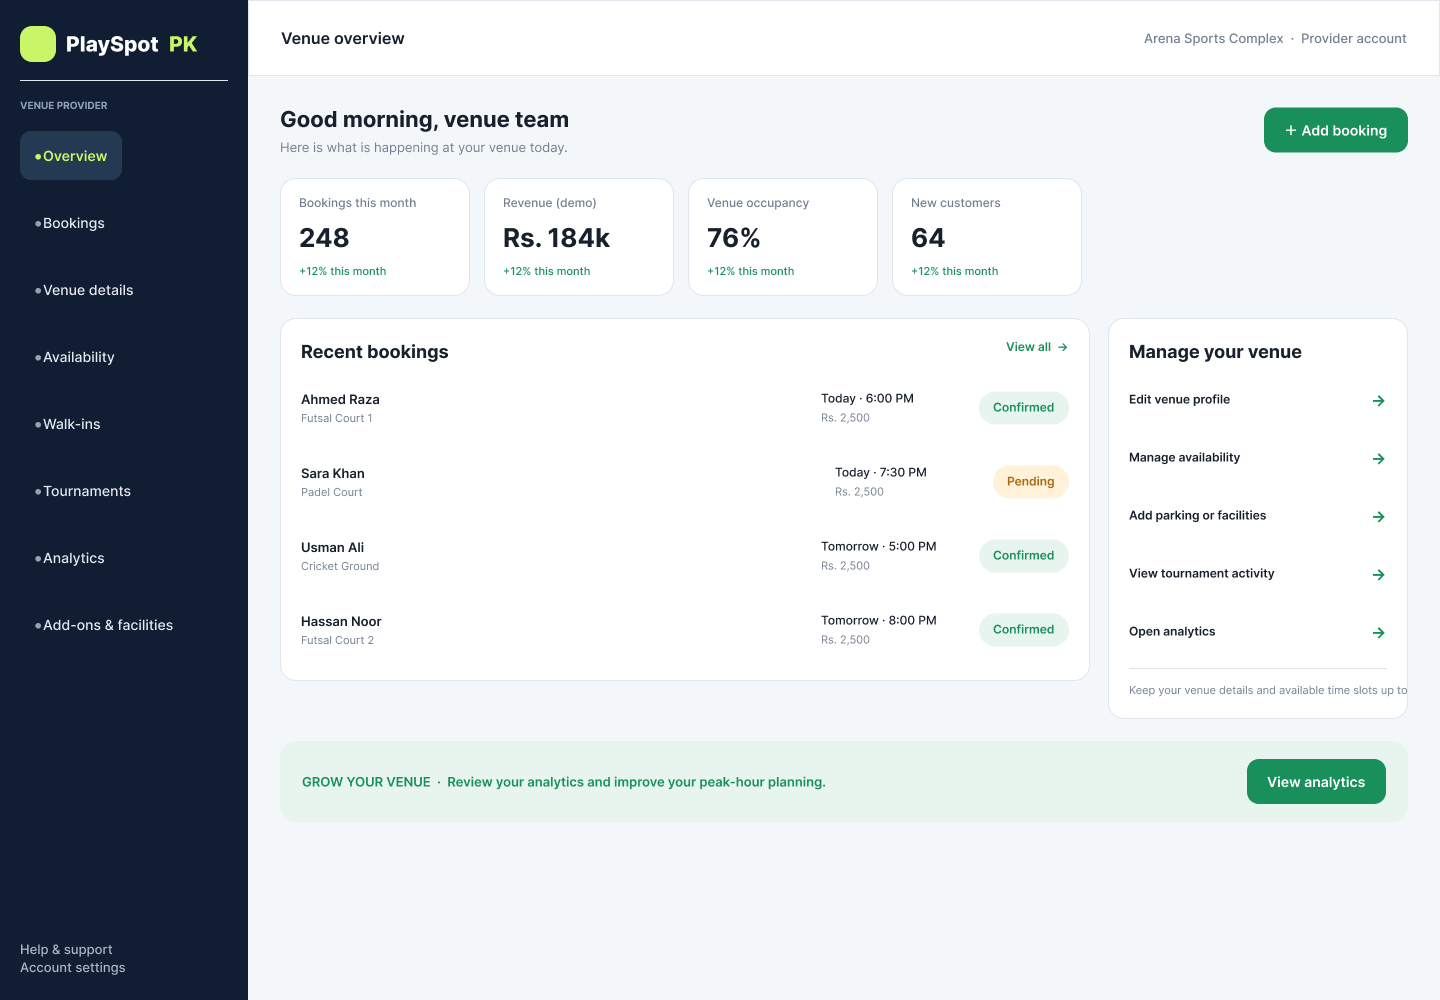 PlaySpot PK
VENUE PROVIDER
Overview
Bookings
Venue details
Availability
Walk-ins
Tournaments
Analytics
Add-ons & facilities
Help & support
Account settings
Venue overview
Arena Sports Complex · Provider account
Good morning, venue team
Here is what is happening at your venue today.
+ Add booking
Bookings this month
248
+12% this month
Revenue (demo)
Rs. 184k
+12% this month
Venue occupancy
76%
+12% this month
New customers
64
+12% this month
Recent bookings
View all →
Ahmed Raza
Futsal Court 1
Today · 6:00 PM
Rs. 2,500
Confirmed
Sara Khan
Padel Court
Today · 7:30 PM
Rs. 2,500
Pending
Usman Ali
Cricket Ground
Tomorrow · 5:00 PM
Rs. 2,500
Confirmed
Hassan Noor
Futsal Court 2
Tomorrow · 8:00 PM
Rs. 2,500
Confirmed
Manage your venue
Edit venue profile →
Manage availability →
Add parking or facilities →
View tournament activity →
Open analytics →
Keep your venue details and available time slots up to
GROW YOUR VENUE · Review your analytics and improve your peak-hour planning.
View analytics